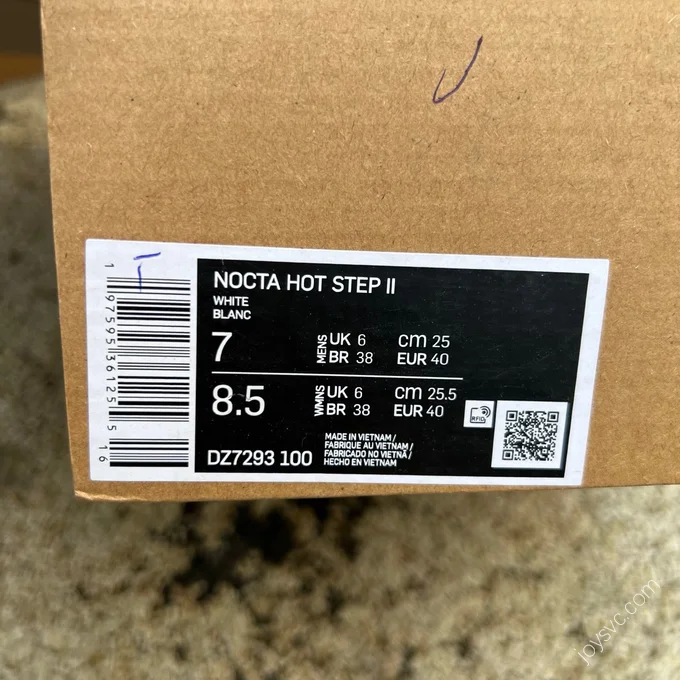 NOCTA HOT STEP II
WHITE
BLANC
7 MENS UK 6 cm 25
BR 38 EUR 40
8.5 WMNS UK 6 cm 25.5
BR 38 EUR 40
RFID
DZ7293 100
MADE IN VIETNAM /
FABRIQUE AU VIETNAM /
FABRICADO NO VIETNÃ /
HECHO EN VIETNAM
1 97595 36125 5 16
joysvc.com